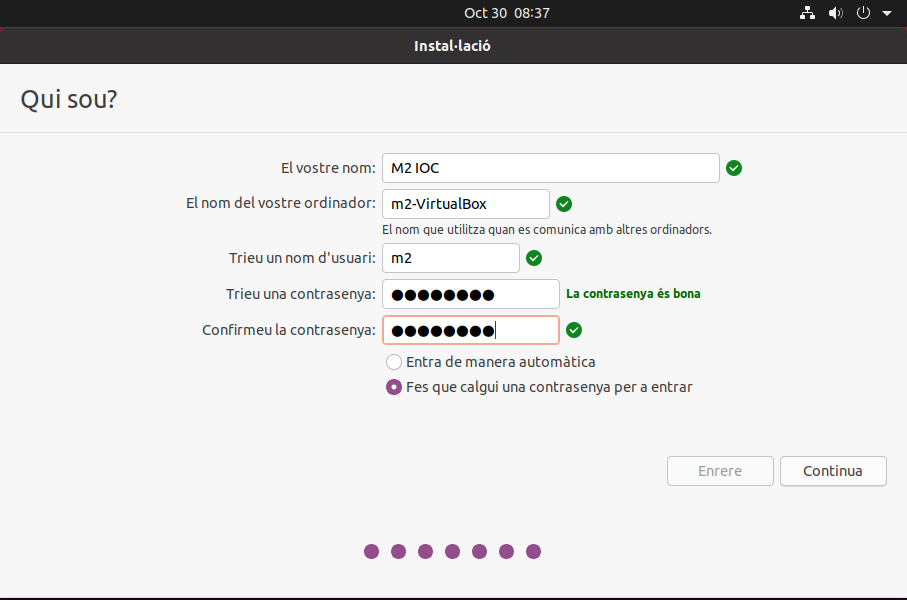 Oct 30 08:37
Instal·lació
Qui sou?
El vostre nom: M2 IOC
El nom del vostre ordinador: m2-VirtualBox
El nom que utilitza quan es comunica amb altres ordinadors.
Trieu un nom d'usuari: m2
Trieu una contrasenya: ●●●●●●●● La contrasenya és bona
Confirmeu la contrasenya: ●●●●●●●●
Entra de manera automàtica
Fes que calgui una contrasenya per a entrar
Enrere Continua